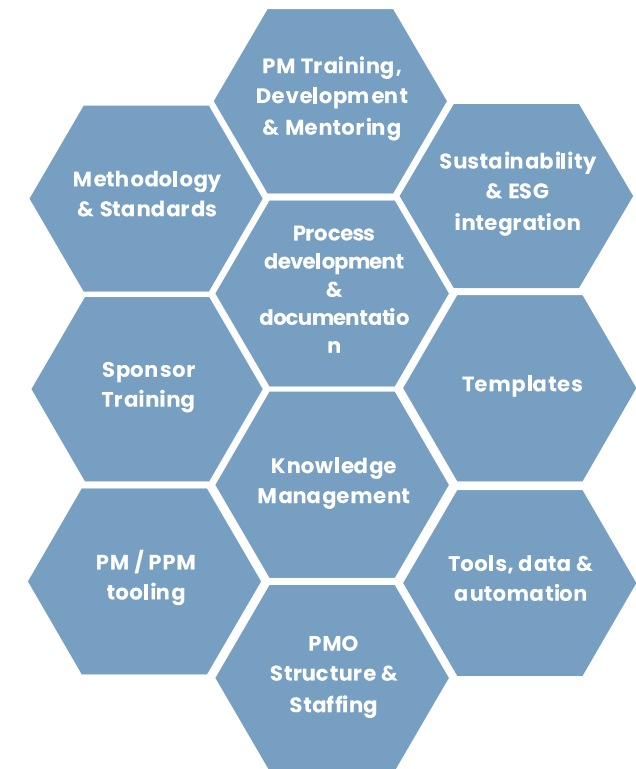 PM Training,
Development
& Mentoring
Methodology
& Standards
Sustainability
& ESG
integration
Process
development
&
documentatio
n
Sponsor
Training
Templates
Knowledge
Management
PM / PPM
tooling
Tools, data &
automation
PMO
Structure &
Staffing